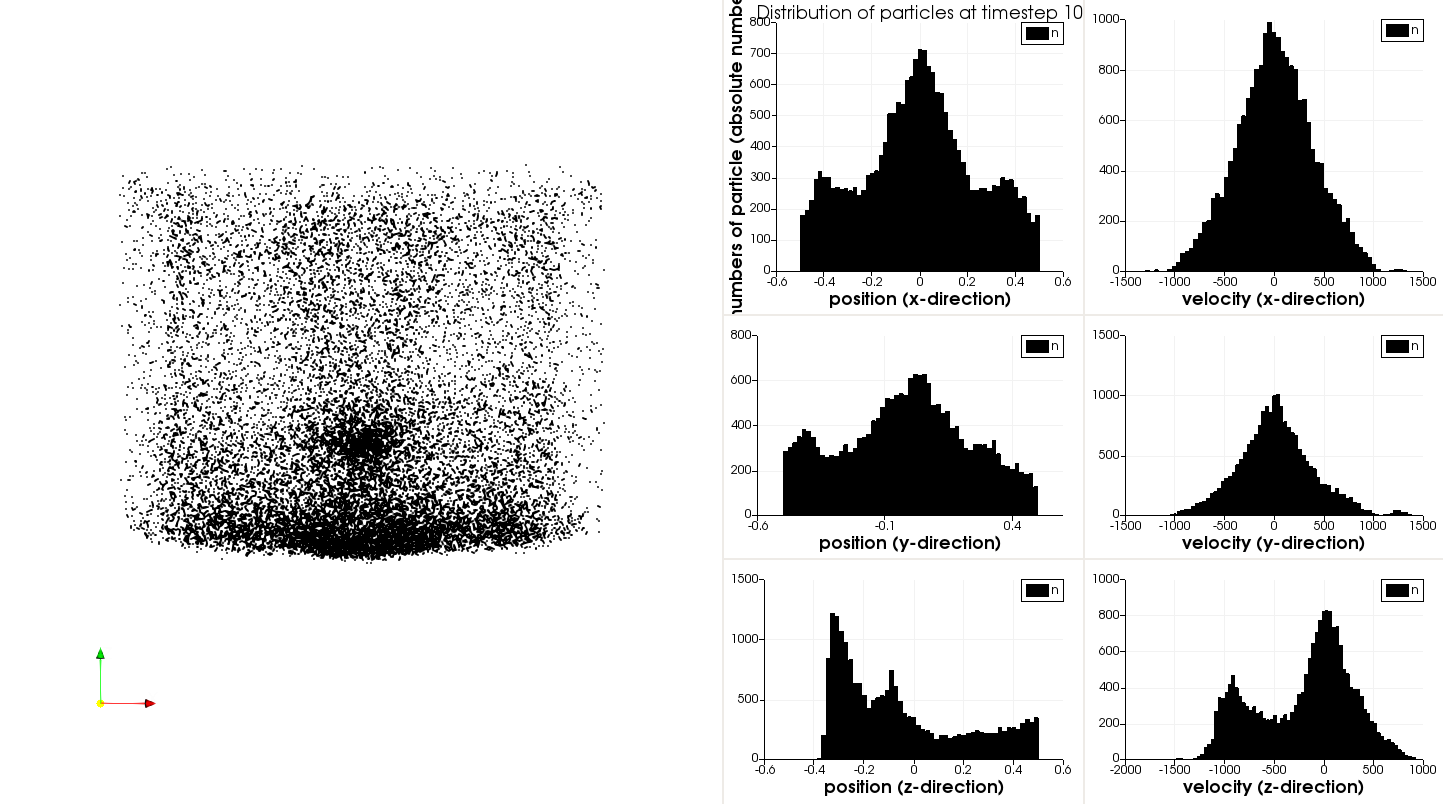 Distribution of particles at timestep 10
numbers of particle (absolute numbe
800
700
600
500
400
300
200
100
0
n
-0.6 -0.4 -0.2 0 0.2 0.4 0.6
position (x-direction)
1000
800
600
400
200
0
n
-1500 -1000 -500 0 500 1000 1500
velocity (x-direction)
800
600
400
200
0
n
-0.6 -0.1 0.4
position (y-direction)
1500
1000
500
0
n
-1500 -1000 -500 0 500 1000 1500
velocity (y-direction)
1500
1000
500
0
n
-0.6 -0.4 -0.2 0 0.2 0.4 0.6
position (z-direction)
1000
800
600
400
200
0
n
-2000 -1500 -1000 -500 0 500 1000
velocity (z-direction)